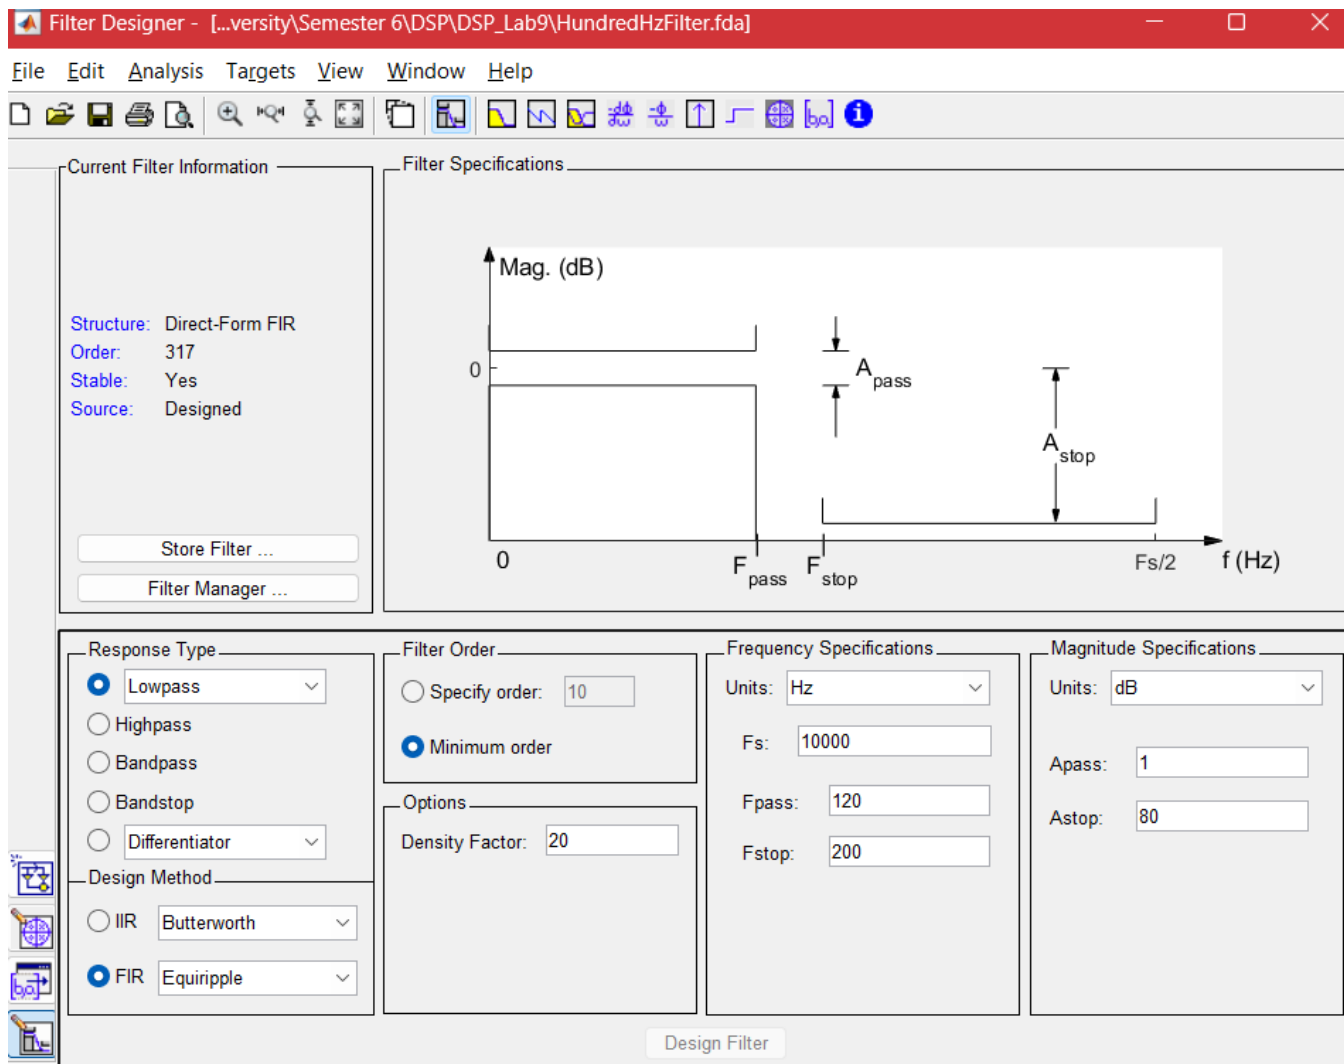 Filter Designer - [...versity\Semester 6\DSP\DSP_Lab9\HundredHzFilter.fda]
File Edit Analysis Targets View Window Help
Current Filter Information
Structure: Direct-Form FIR
Order: 317
Stable: Yes
Source: Designed
Store Filter ...
Filter Manager ...
Filter Specifications
Mag. (dB)
0
A pass
A stop
0
F pass
F stop
Fs/2
f (Hz)
Response Type
Lowpass
Highpass
Bandpass
Bandstop
Differentiator
Design Method
IIR Butterworth
FIR Equiripple
Filter Order
Specify order: 10
Minimum order
Options
Density Factor: 20
Frequency Specifications
Units: Hz
Fs: 10000
Fpass: 120
Fstop: 200
Magnitude Specifications
Units: dB
Apass: 1
Astop: 80
Design Filter